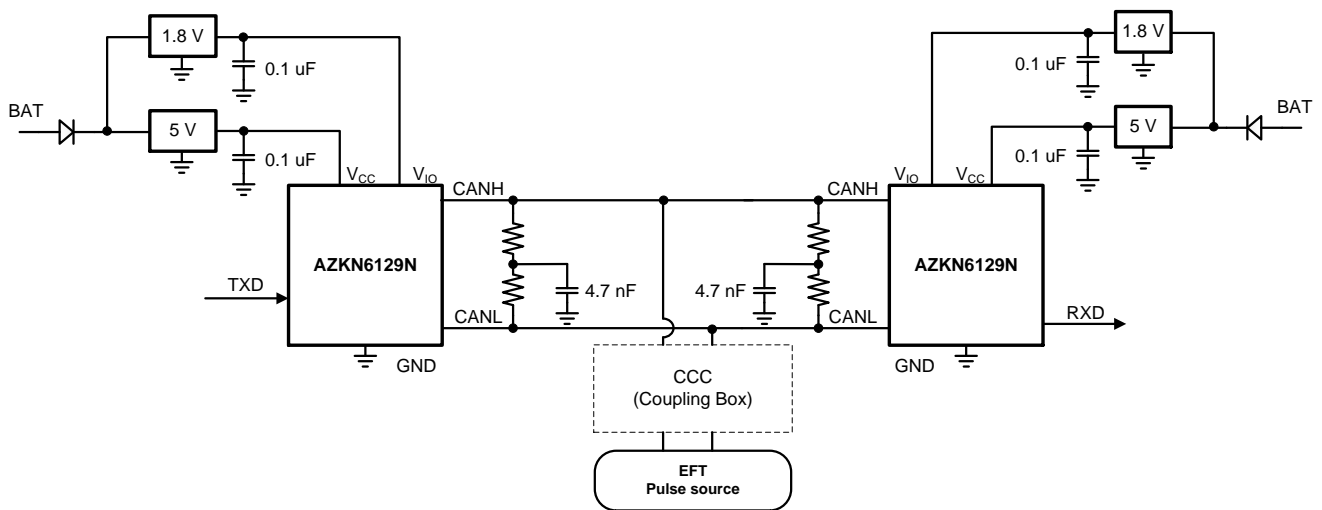 1.8 V
0.1 uF
BAT
5 V
0.1 uF
VCC
VIO
CANH
AZKN6129N
TXD
4.7 nF
CANL
GND
1.8 V
0.1 uF
BAT
5 V
0.1 uF
VIO
VCC
CANH
AZKN6129N
4.7 nF
CANL
RXD
GND
CCC
(Coupling Box)
EFT
Pulse source